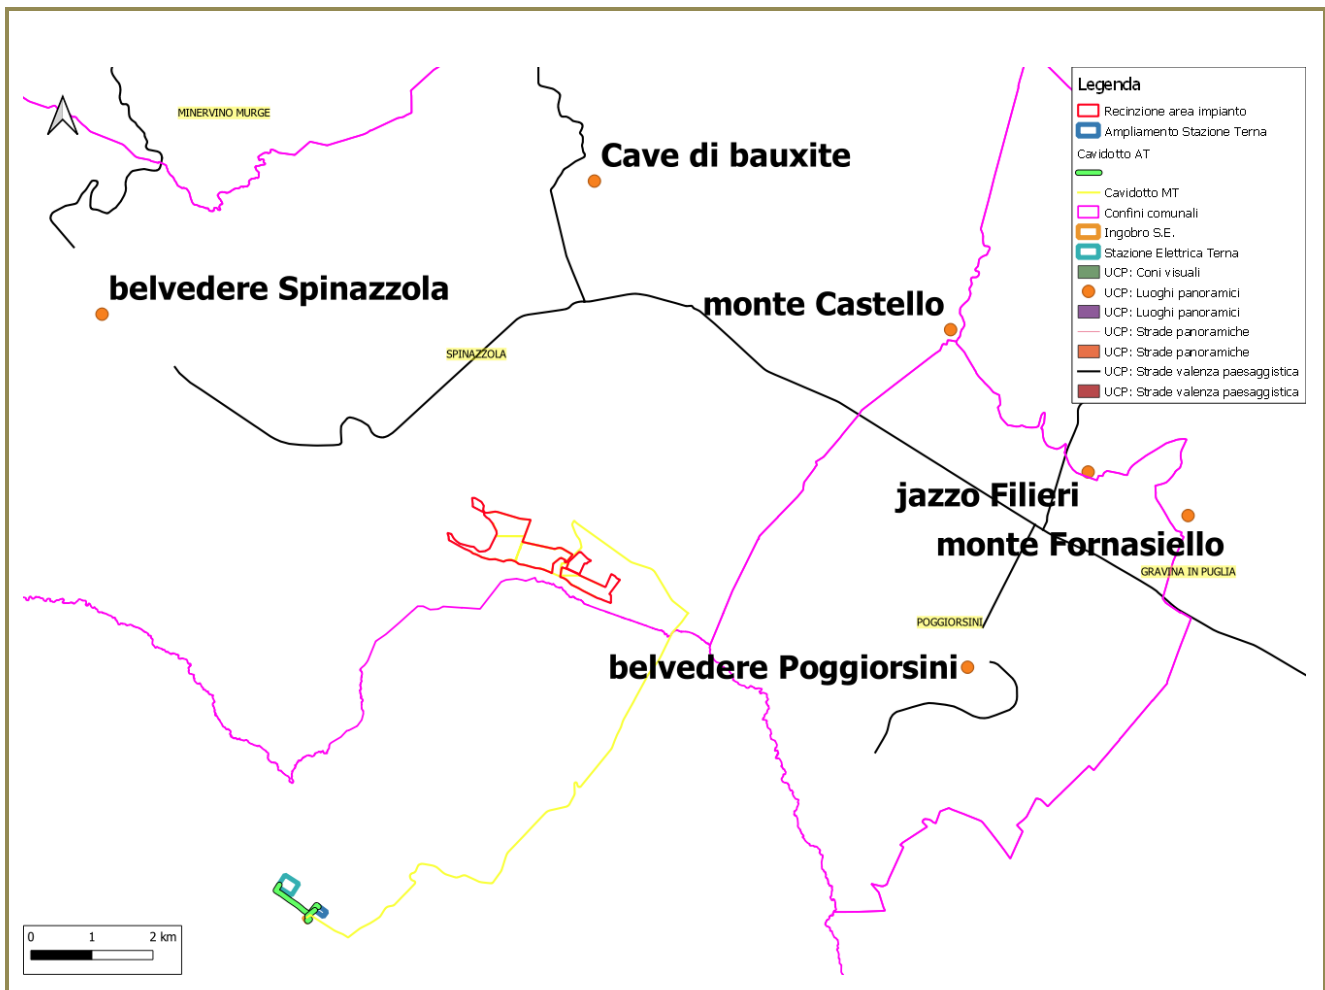 MINERVINO MURGE
Cave di bauxite
belvedere Spinazzola
monte Castello
SPINAZZOLA
jazzo Filieri
monte Fornasiello
GRAVINA IN PUGLIA
POGGIORSINI
belvedere Poggiorsini
Legenda
Recinzione area impianto
Ampliamento Stazione Terna
Cavidotto AT
Cavidotto MT
Confini comunali
Ingobro S.E.
Stazione Elettrica Terna
UCP: Coni visuali
UCP: Luoghi panoramici
UCP: Luoghi panoramici
UCP: Strade panoramiche
UCP: Strade panoramiche
UCP: Strade valenza paesaggistica
UCP: Strade valenza paesaggistica
0 1 2 km